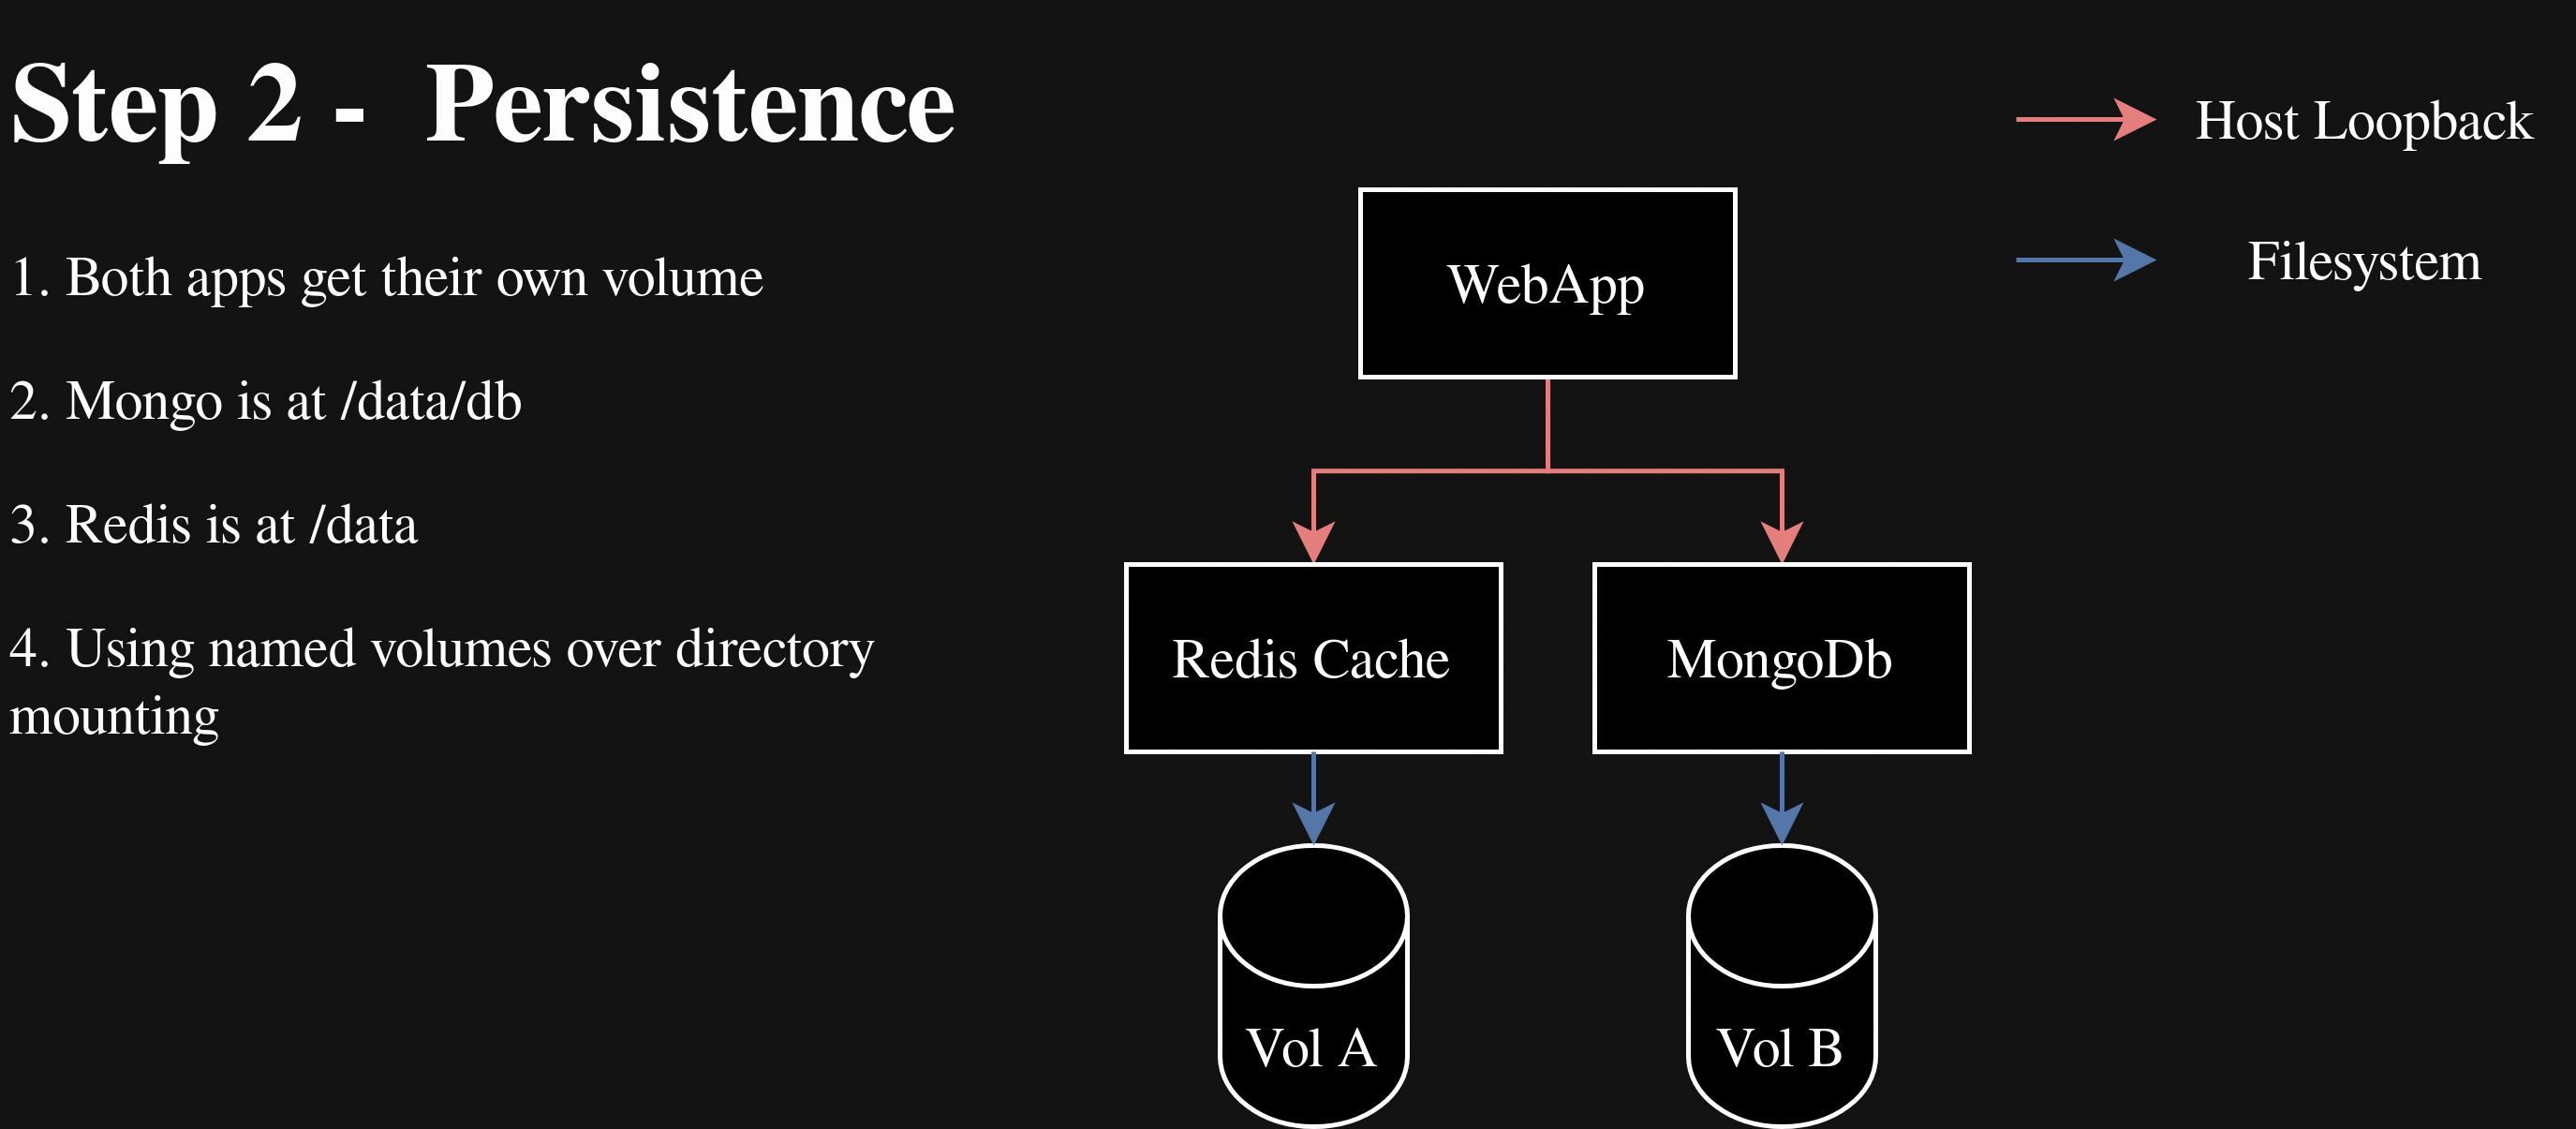 Step 2 -  Persistence
1. Both apps get their own volume
2. Mongo is at /data/db
3. Redis is at /data
4. Using named volumes over directory
mounting
Host Loopback
Filesystem
WebApp
Redis Cache
MongoDb
Vol A
Vol B